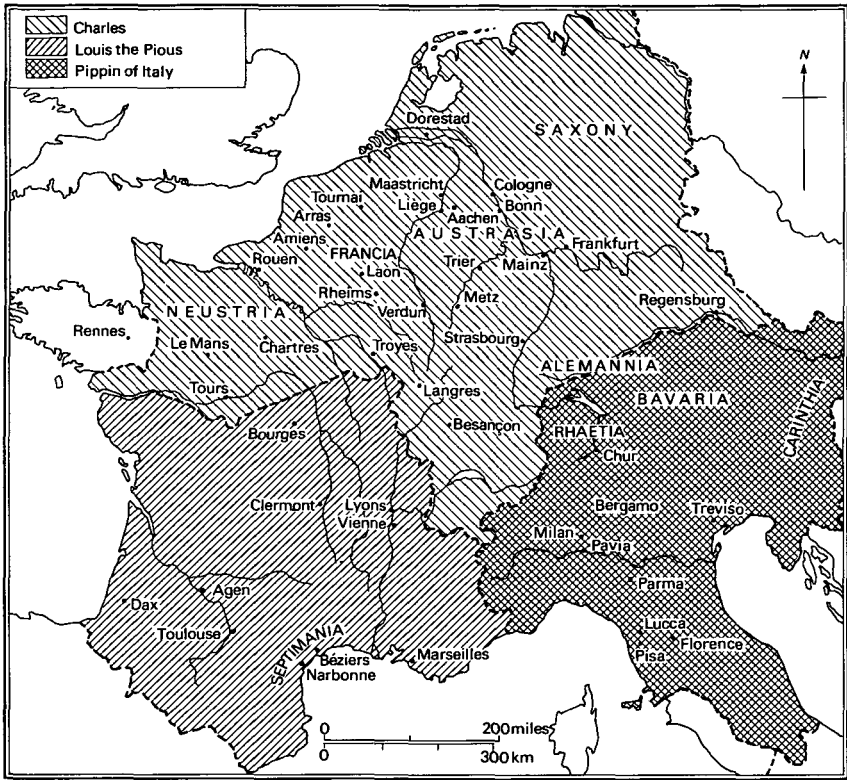 Charles
Louis the Pious
Pippin of Italy
N
Dorestad
SAXONY
Maastricht
Cologne
Tournai
Liège
Bonn
Aachen
Arras
AUSTRASIA
Amiens
FRANCIA
Frankfurt
Rouen
Laon
Trier
Mainz
Rheims
Metz
Regensburg
NEUSTRIA
Verdun
Rennes
Le Mans
Chartres
Troyes
Strasbourg
ALEMANNIA
Tours
Langres
BAVARIA
CARINTHIA
Bourges
Besançon
RHAETIA
Chur
Clermont
Lyons
Bergamo
Treviso
Vienne
Milan
Pavia
Agen
Parma
Dax
Toulouse
Lucca
Florence
SEPTIMANIA
Marseilles
Pisa
Béziers
Narbonne
0 200 miles
0 300 km